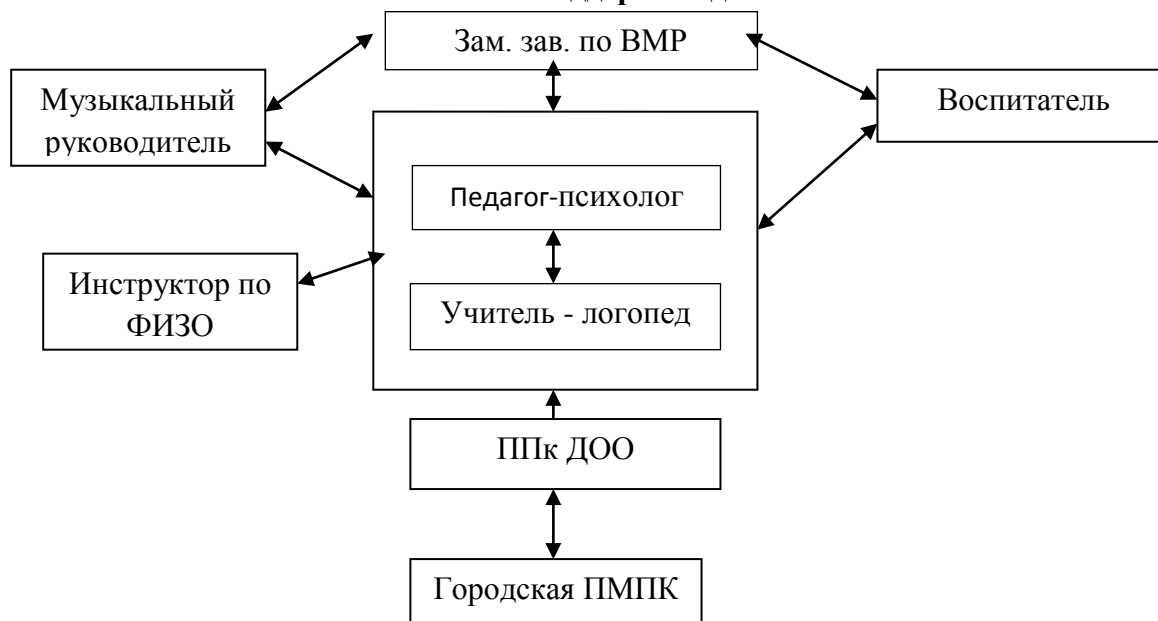 Зам. зав. по ВМР
Музыкальный
руководитель
Воспитатель
Педагог-психолог
Инструктор по
ФИЗО
Учитель - логопед
ППк ДОО
Городская ПМПК